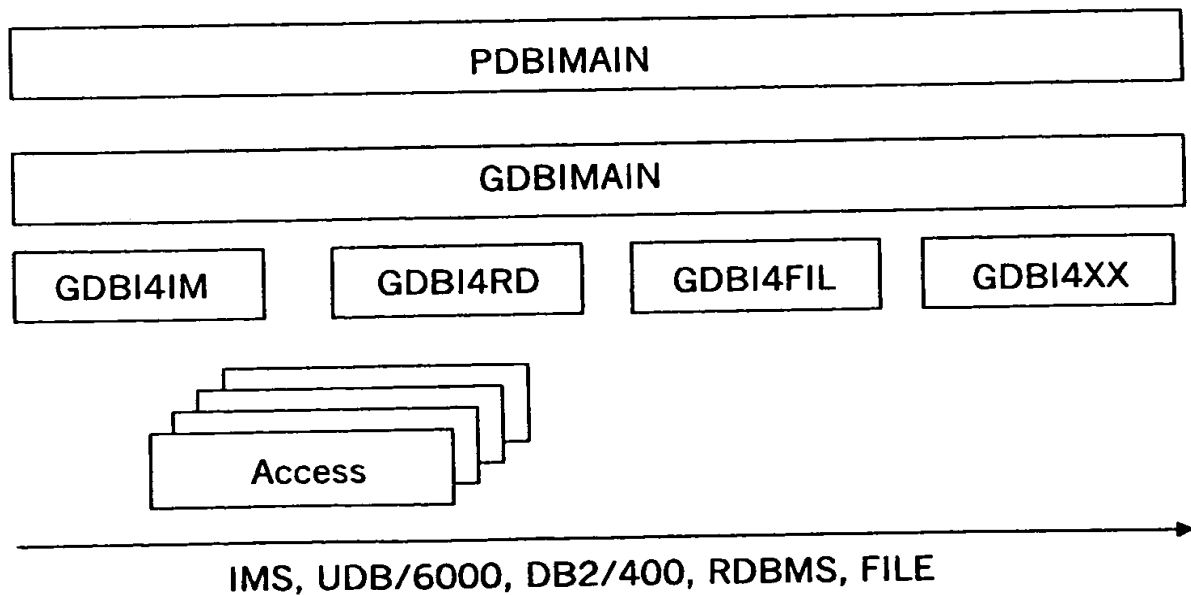 PDBIMAIN
GDBIMAIN
GDBI4IM GDBI4RD GDBI4FIL GDBI4XX
Access
IMS, UDB/6000, DB2/400, RDBMS, FILE